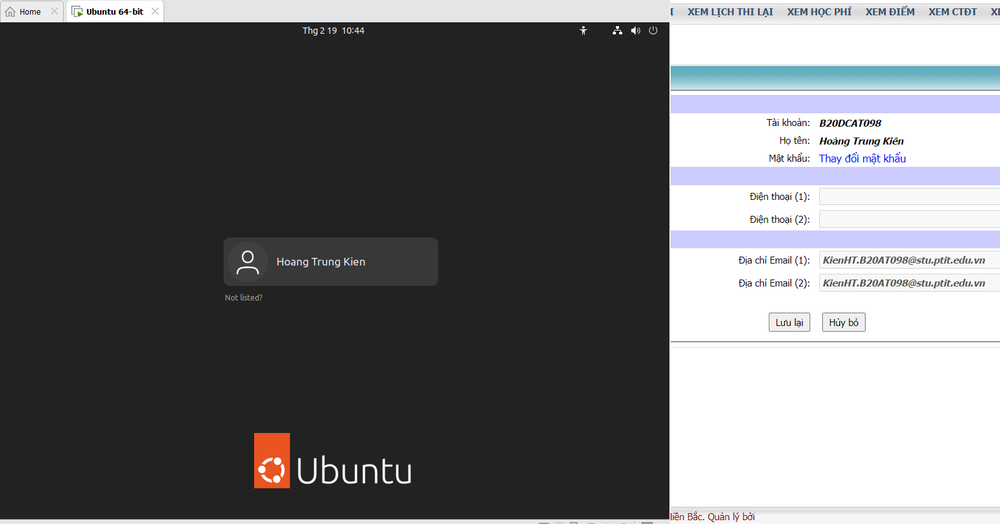 Home
Ubuntu 64-bit
Thg 2 19 10:44
Hoang Trung Kien
Not listed?
Ubuntu
XEM LỊCH THI LẠI XEM HỌC PHÍ XEM ĐIỂM XEM CTĐT
Tài khoản: B20DCAT098
Họ tên: Hoàng Trung Kiên
Mật khẩu: Thay đổi mật khẩu
Điện thoại (1):
Điện thoại (2):
Địa chỉ Email (1): KienHT.B20AT098@stu.ptit.edu.vn
Địa chỉ Email (2): KienHT.B20AT098@stu.ptit.edu.vn
Lưu lại Hủy bỏ
Bắc. Quản lý bởi